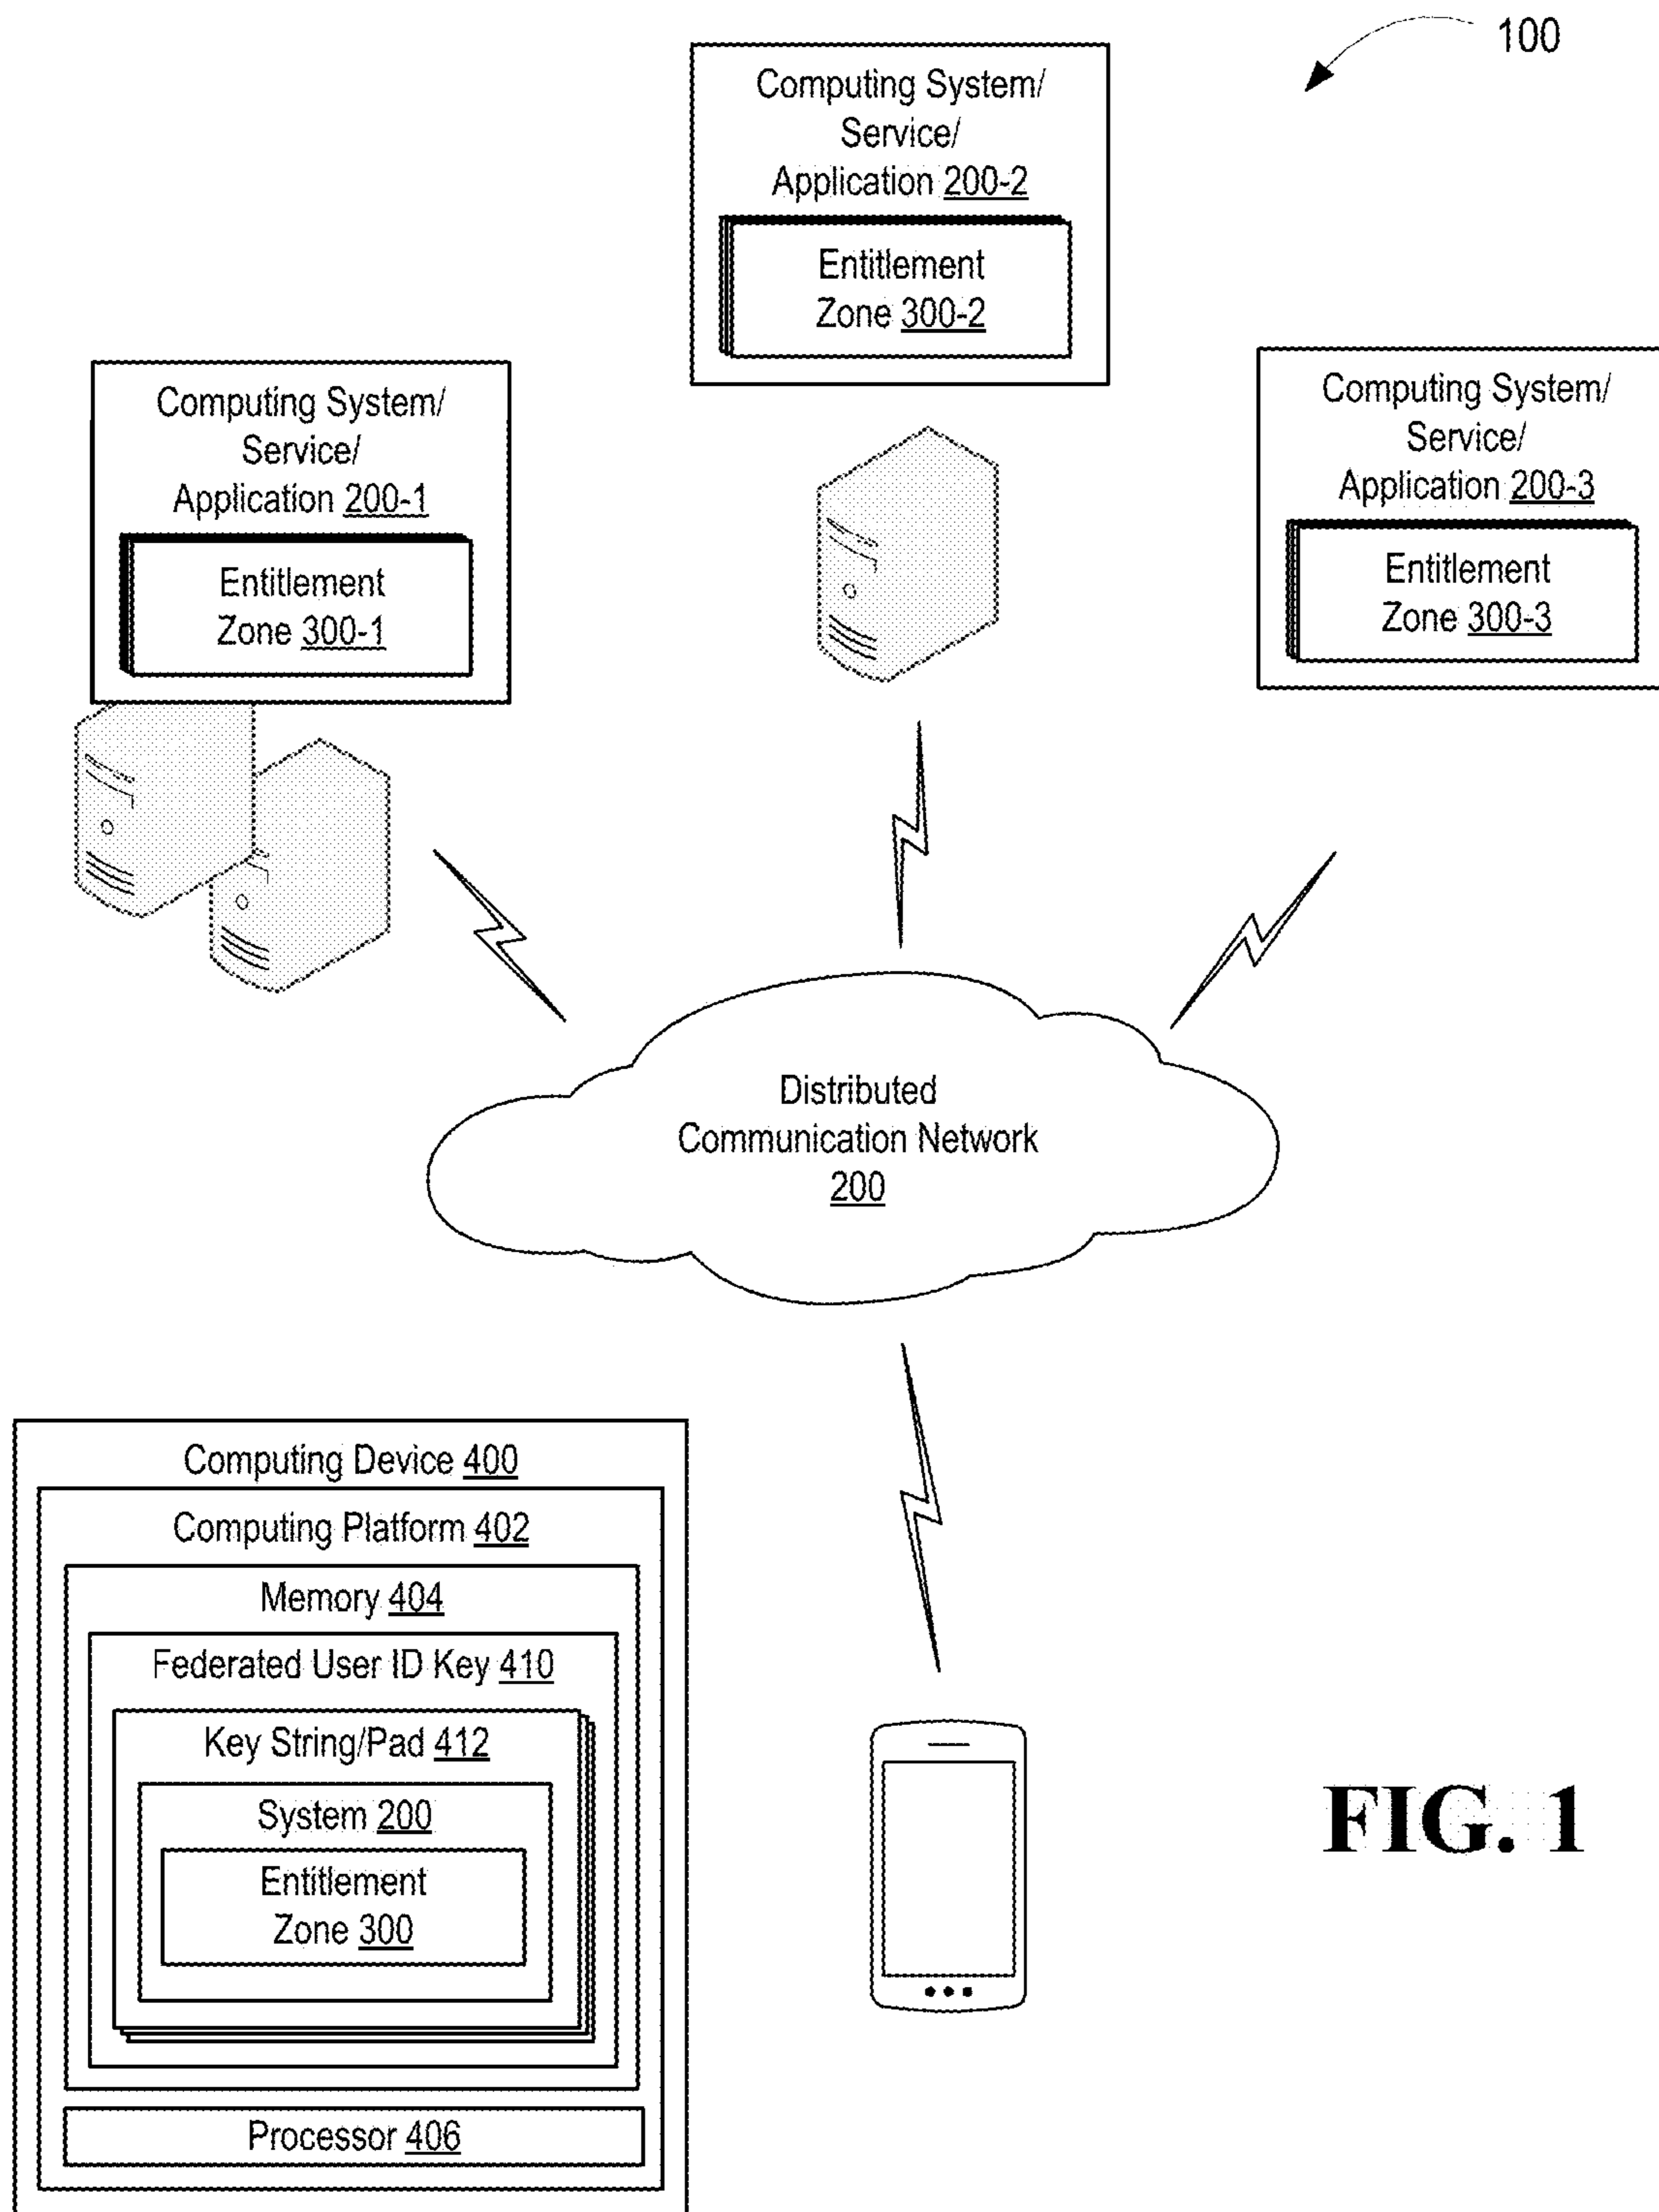 100
Computing System/
Service/
Application 200-2
Entitlement
Zone 300-2
Computing System/
Service/
Application 200-1
Entitlement
Zone 300-1
Computing System/
Service/
Application 200-3
Entitlement
Zone 300-3
Distributed
Communication Network
200
Computing Device 400
Computing Platform 402
Memory 404
Federated User ID Key 410
Key String/Pad 412
System 200
Entitlement
Zone 300
Processor 406
FIG. 1